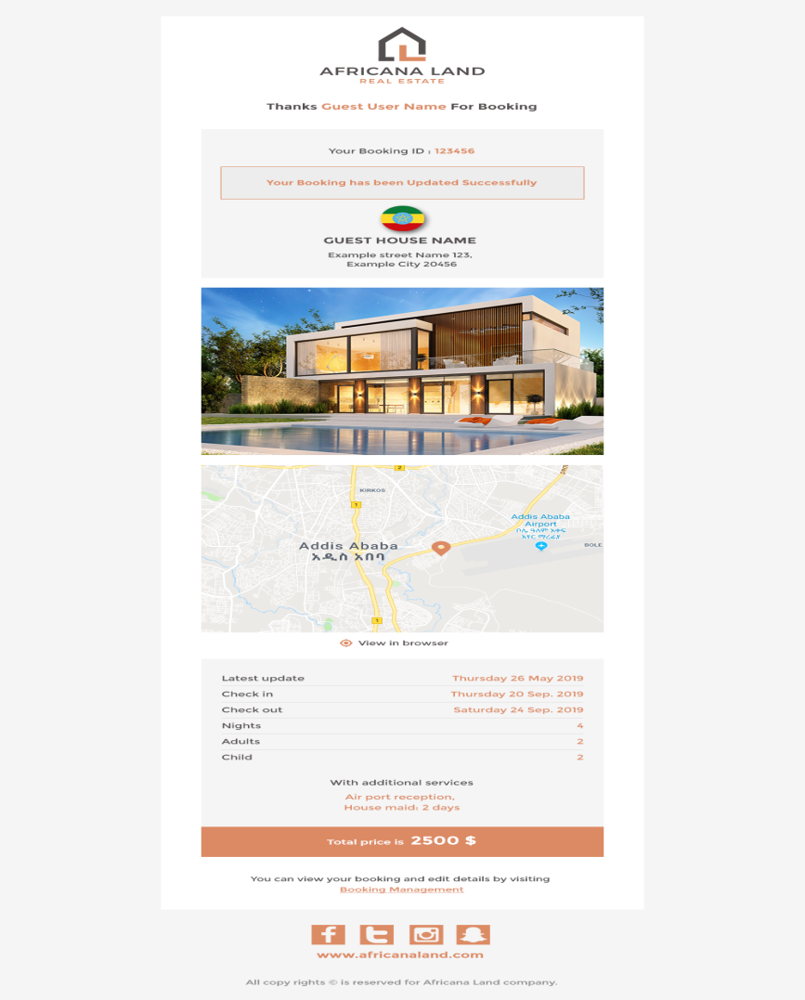 AFRICANA LAND
REAL ESTATE
Thanks Guest User Name For Booking
Your Booking ID : 123456
Your Booking has been Updated Successfully
GUEST HOUSE NAME
Example street Name 123,
Example City 20456
2
KIRKOS
1
Addis Ababa
Airport
ቦሌ ዓለም አቀፍ
አየር ማረፊያ
BOLE
Addis Ababa
አዲስ አበባ
1
View in browser
Latest update Thursday 26 May 2019
Check in Thursday 20 Sep. 2019
Check out Saturday 24 Sep. 2019
Nights 4
Adults 2
Child 2
With additional services
Air port reception,
House maid: 2 days
Total price is 2500 $
You can view your booking and edit details by visiting
Booking Management
www.africanaland.com
All copy rights © is reserved for Africana Land company.